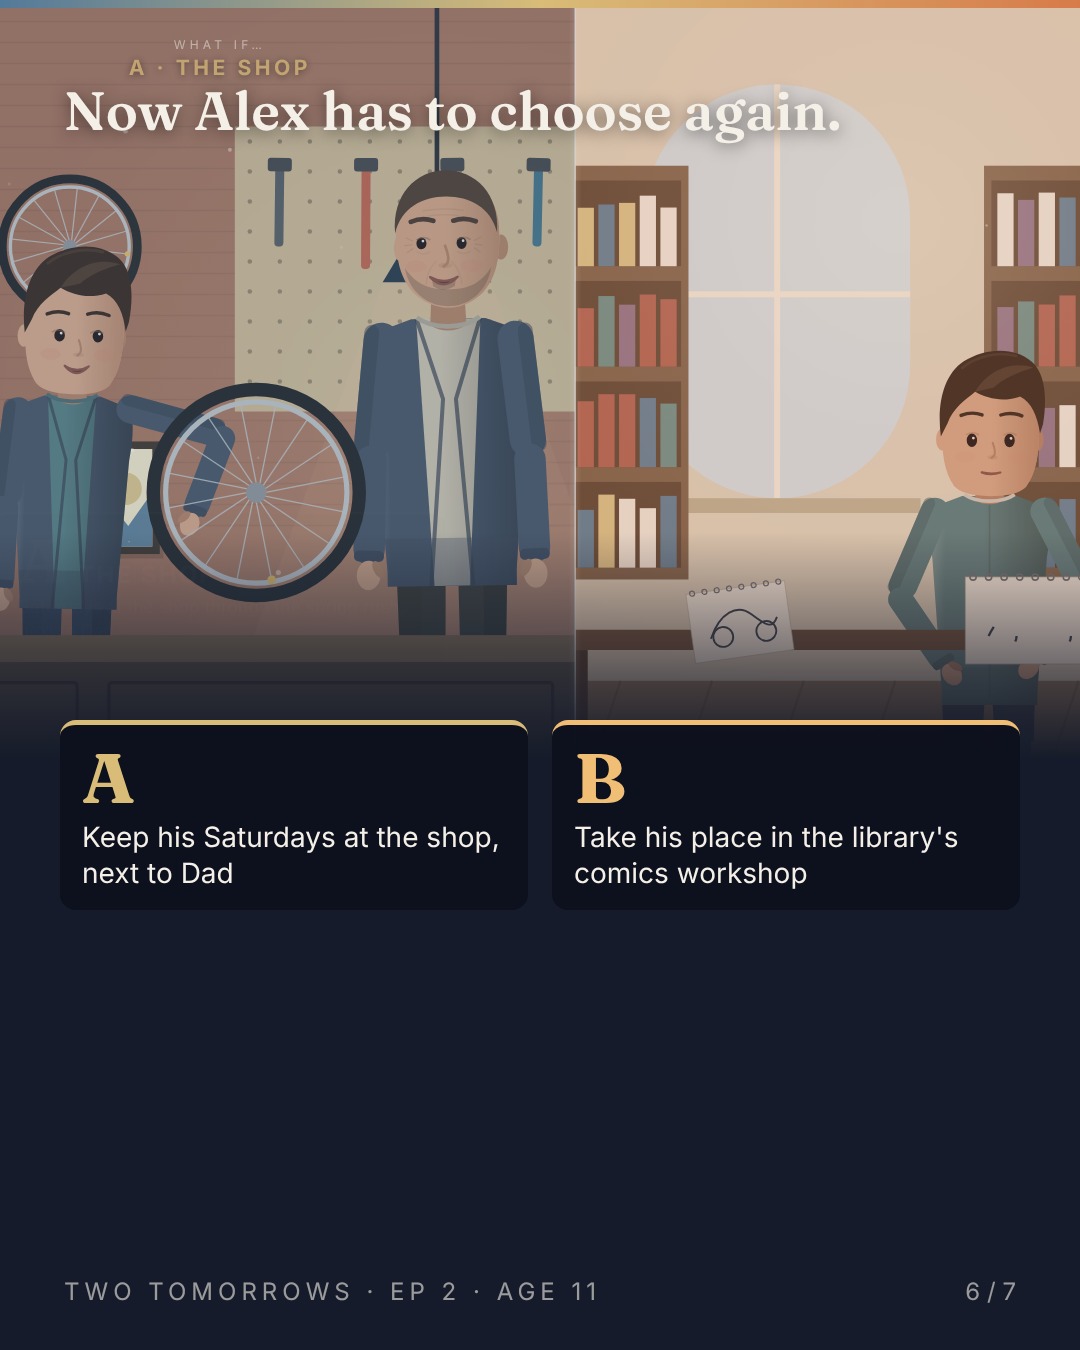 WHAT IF…
A · THE SHOP
Now Alex has to choose again.
A
Keep his Saturdays at the shop,
next to Dad
B
Take his place in the library's
comics workshop
TWO TOMORROWS · EP 2 · AGE 11
6 / 7